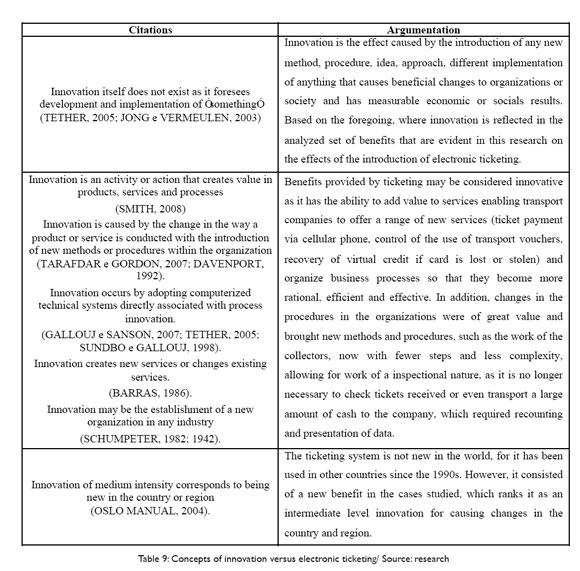 Citations
Argumentation
Innovation itself does not exist as it foresees
development and implementation of ÒsomethingÓ
(TETHER, 2005; JONG e VERMEULEN, 2003)
Innovation is the effect caused by the introduction of any new
method, procedure, idea, approach, different implementation
of anything that causes beneficial changes to organizations or
society and has measurable economic or socials results.
Based on the foregoing, where innovation is reflected in the
analyzed set of benefits that are evident in this research on
the effects of the introduction of electronic ticketing.
Innovation is an activity or action that creates value in
products, services and processes
(SMITH, 2008)
Innovation is caused by the change in the way a
product or service is conducted with the introduction
of new methods or procedures within the organization
(TARAFDAR e GORDON, 2007; DAVENPORT,
1992).
Innovation occurs by adopting computerized
technical systems directly associated with process
innovation.
(GALLOUJ e SANSON, 2007; TETHER, 2005;
SUNDBO e GALLOUJ, 1998).
Innovation creates new services or changes existing
services.
(BARRAS, 1986).
Innovation may be the establishment of a new
organization in any industry
(SCHUMPETER, 1982; 1942).
Benefits provided by ticketing may be considered innovative
as it has the ability to add value to services enabling transport
companies to offer a range of new services (ticket payment
via cellular phone, control of the use of transport vouchers,
recovery of virtual credit if card is lost or stolen) and
organize business processes so that they become more
rational, efficient and effective. In addition, changes in the
procedures in the organizations were of great value and
brought new methods and procedures, such as the work of the
collectors, now with fewer steps and less complexity,
allowing for work of a inspectional nature, as it is no longer
necessary to check tickets received or even transport a large
amount of cash to the company, which required recounting
and presentation of data.
Innovation of medium intensity corresponds to being
new in the country or region
(OSLO MANUAL, 2004).
The ticketing system is not new in the world, for it has been
used in other countries since the 1990s. However, it consisted
of a new benefit in the cases studied, which ranks it as an
intermediate level innovation for causing changes in the
country and region.
Table 9: Concepts of innovation versus electronic ticketing/ Source: research